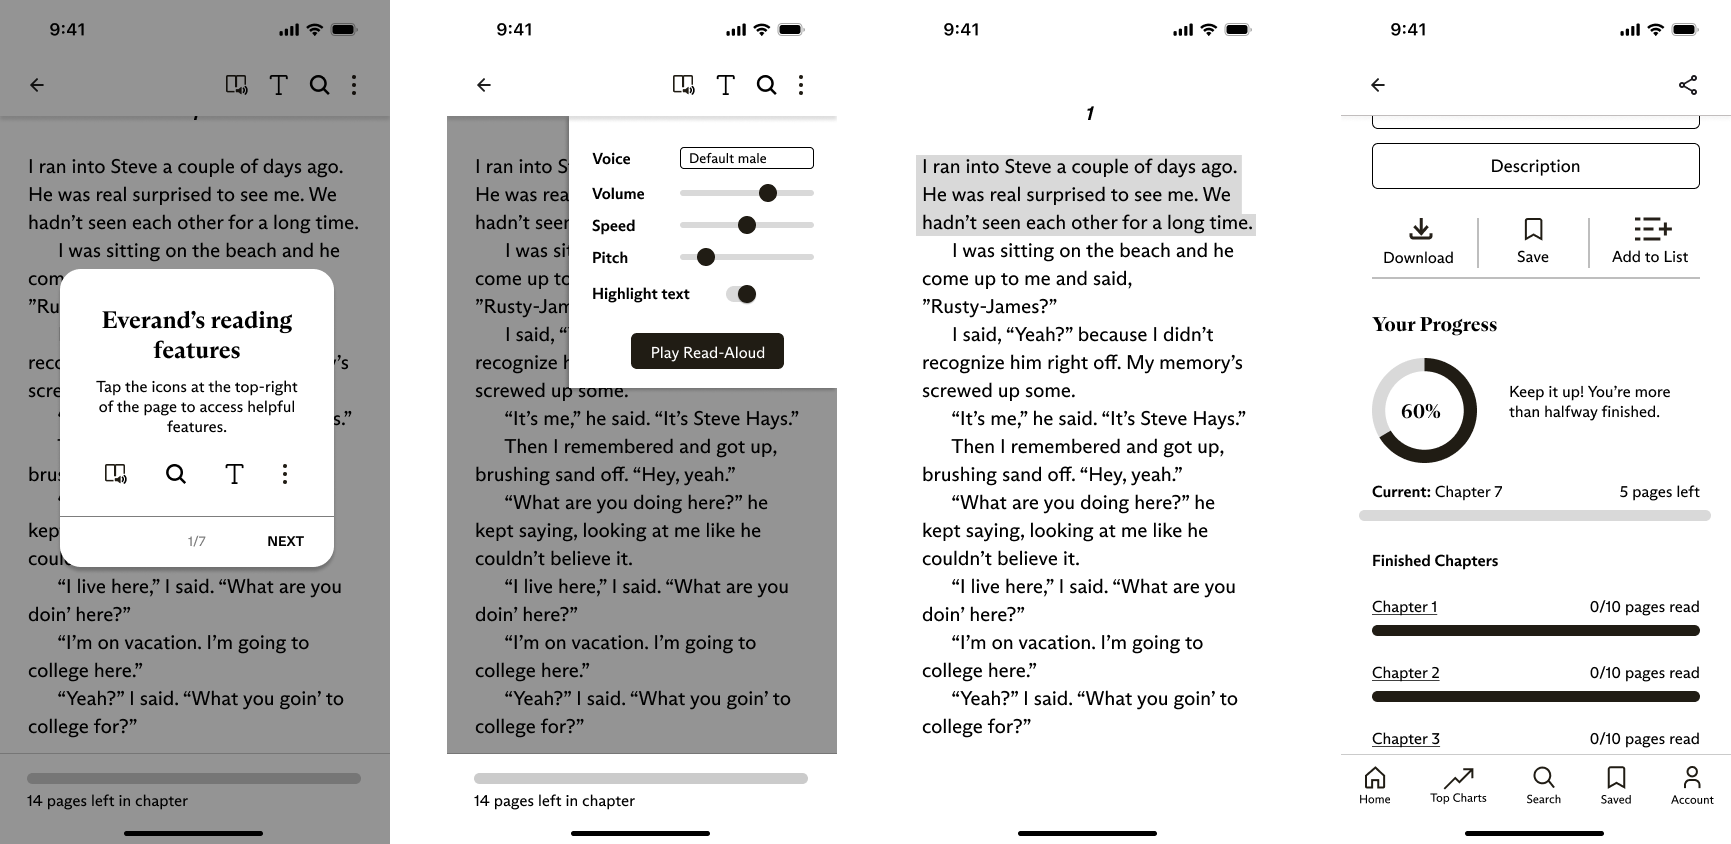 9:41
I ran into Steve a couple of days ago.
He was real surprised to see me. We
hadn’t seen each other for a long time.
I was sitting on the beach and he
com
”Ru
reco
’s
scre
“
s.”
brus
“
kep
coul
Everand’s reading
features
Tap the icons at the top-right
of the page to access helpful
features.
1/7 NEXT
“I live here,” I said. “What are you
doin’ here?”
“I’m on vacation. I’m going to
college here.”
“Yeah?” I said. “What you goin’ to
college for?”
14 pages left in chapter
9:41
I ran into S
He was rea
hadn’t seen
I was sit
come up to
”Rusty-Jam
I said, “
recognize h
screwed up some.
Voice Default male
Volume
Speed
Pitch
Highlight text
Play Read-Aloud
“It’s me,” he said. “It’s Steve Hays.”
Then I remembered and got up,
brushing sand off. “Hey, yeah.”
“What are you doing here?” he
kept saying, looking at me like he
couldn’t believe it.
“I live here,” I said. “What are you
doin’ here?”
“I’m on vacation. I’m going to
college here.”
“Yeah?” I said. “What you goin’ to
college for?”
14 pages left in chapter
9:41
1
I ran into Steve a couple of days ago.
He was real surprised to see me. We
hadn’t seen each other for a long time.
I was sitting on the beach and he
come up to me and said,
”Rusty-James?”
I said, “Yeah?” because I didn’t
recognize him right off. My memory’s
screwed up some.
“It’s me,” he said. “It’s Steve Hays.”
Then I remembered and got up,
brushing sand off. “Hey, yeah.”
“What are you doing here?” he
kept saying, looking at me like he
couldn’t believe it.
“I live here,” I said. “What are you
doin’ here?”
“I’m on vacation. I’m going to
college here.”
“Yeah?” I said. “What you goin’ to
college for?”
9:41
Description
Download Save Add to List
Your Progress
60%
Keep it up! You’re more
than halfway finished.
Current: Chapter 7 5 pages left
Finished Chapters
Chapter 1 0/10 pages read
Chapter 2 0/10 pages read
Chapter 3 0/10 pages read
Home Top Charts Search Saved Account